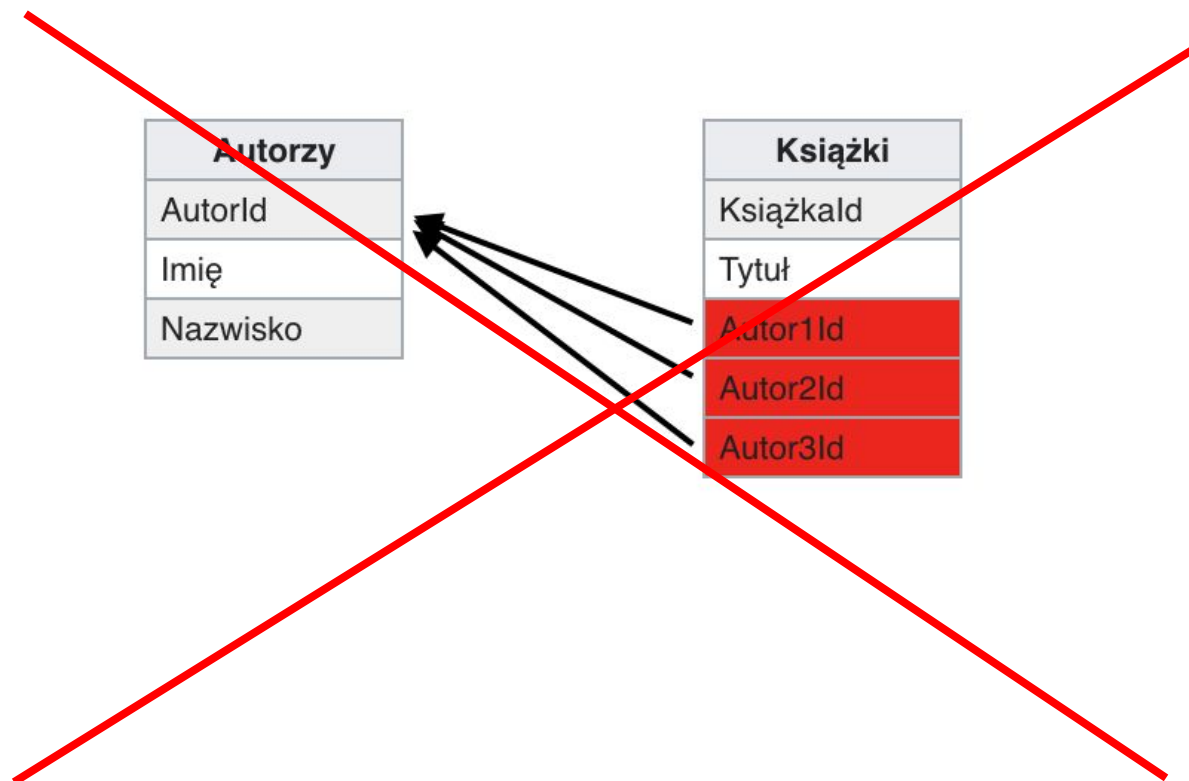 Autorzy
AutorId
Imię
Nazwisko
Książki
KsiążkaId
Tytuł
Autor1Id
Autor2Id
Autor3Id